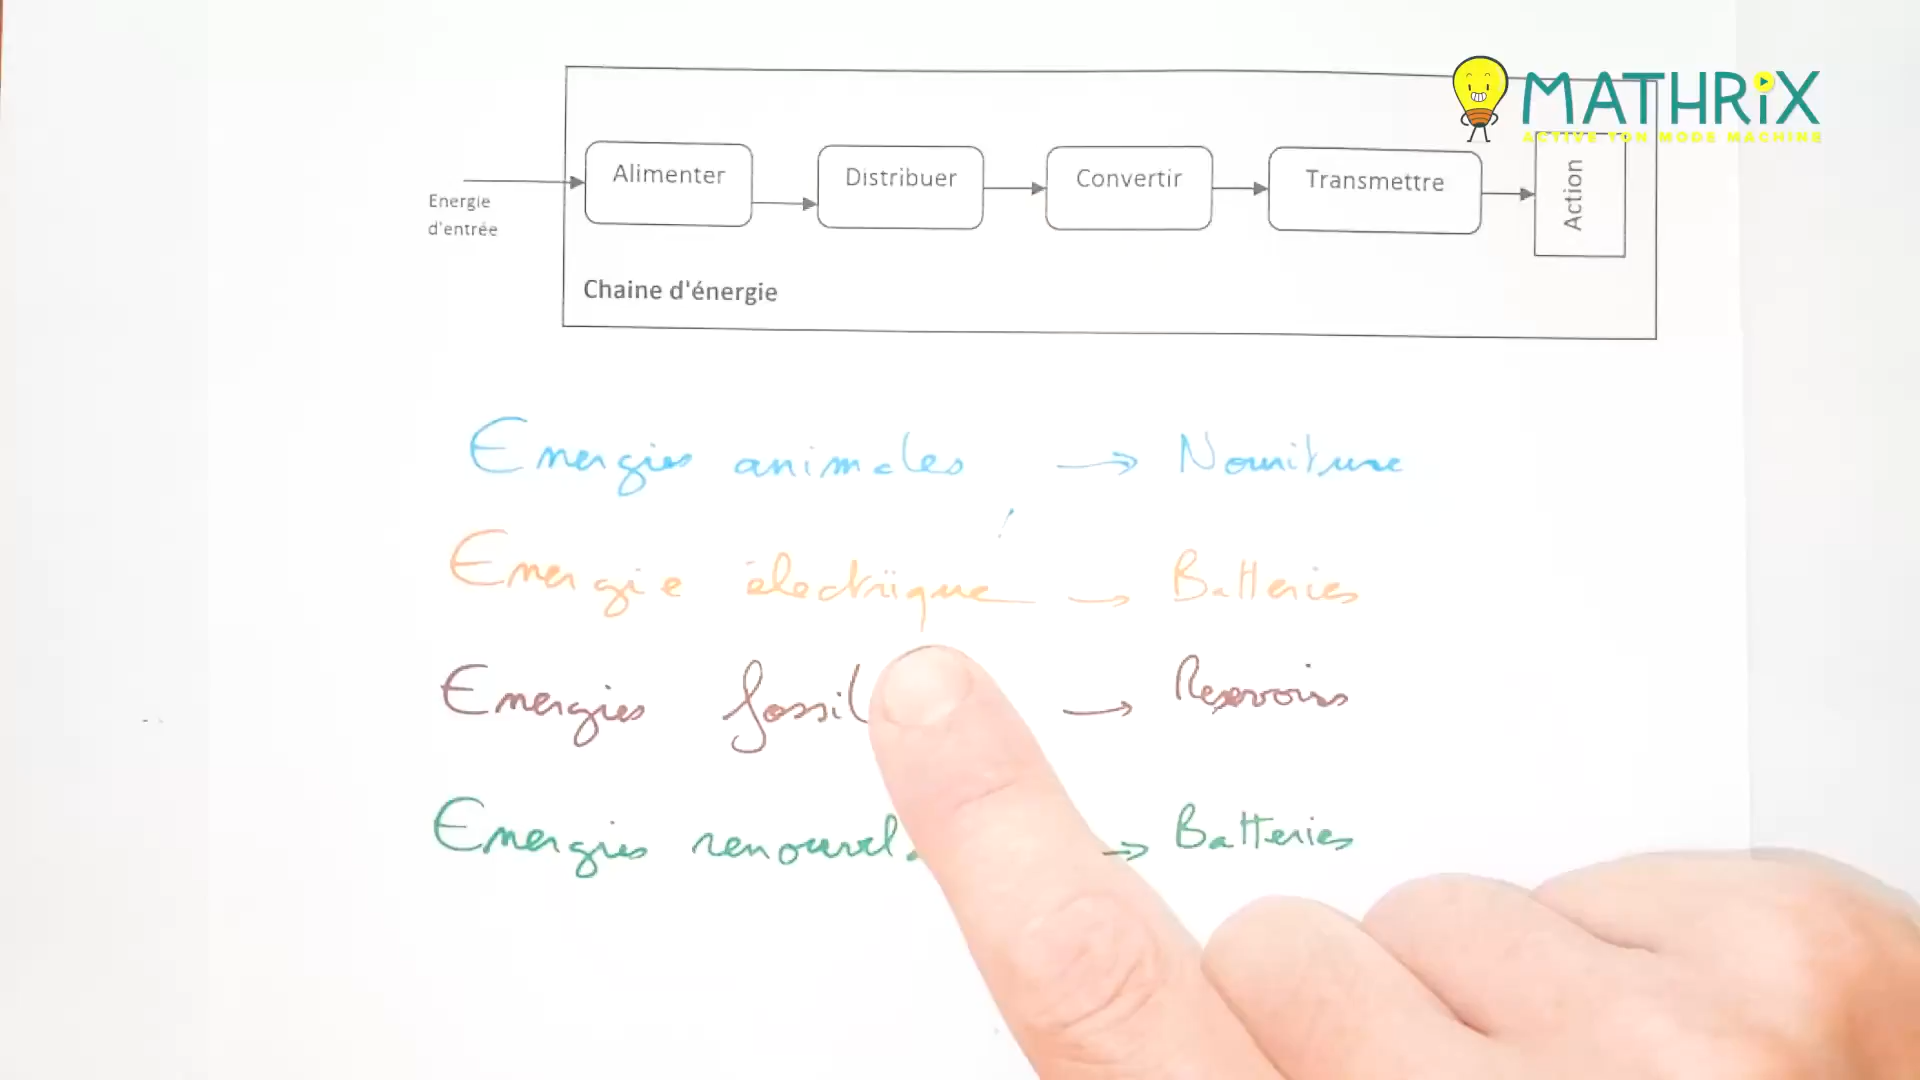 MATHRiX
ACTIVE TON MODE MACHINE
Alimenter
Distribuer
Convertir
Transmettre
Action
Energie
d'entrée
Chaine d'énergie
Energies animales → Nouriture
Energie électrique → Batteries
Energies fossil → Reservoirs
Energies renouvel → Batteries